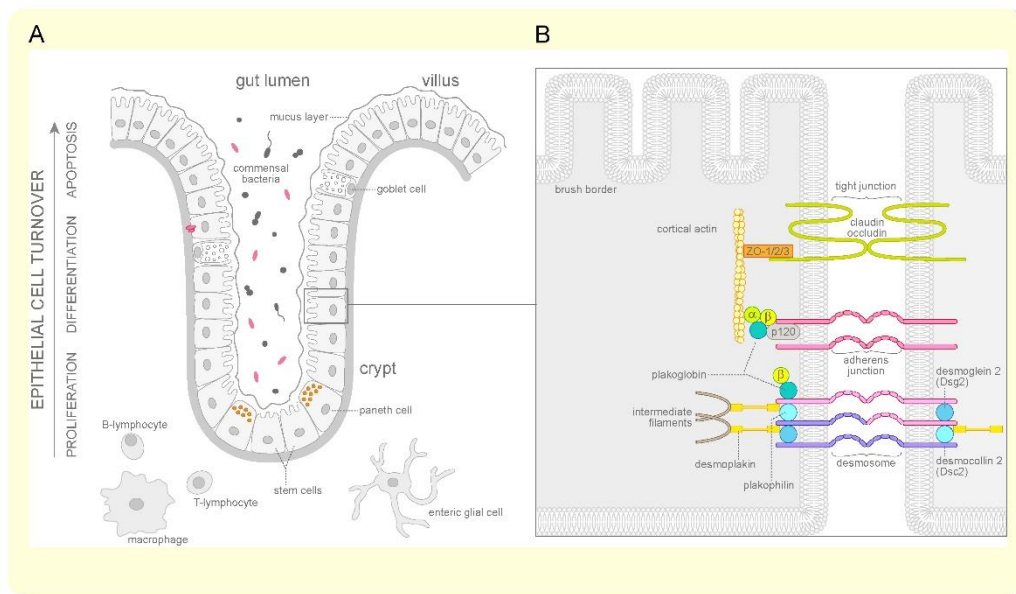 A
gut lumen
villus
mucus layer
commensal
bacteria
goblet cell
EPITHELIAL CELL TURNOVER
PROLIFERATION DIFFERENTIATION APOPTOSIS
crypt
paneth cell
B-lymphocyte
stem cells
T-lymphocyte
enteric glial cell
macrophage
B
brush border
tight junction
cortical actin
claudin
occludin
ZO-1/2/3
α β
p120
adherens
junction
plakoglobin
β
desmoglein 2
(Dsg2)
intermediate
filaments
desmoplakin
desmosome
desmocollin 2
(Dsc2)
plakophilin